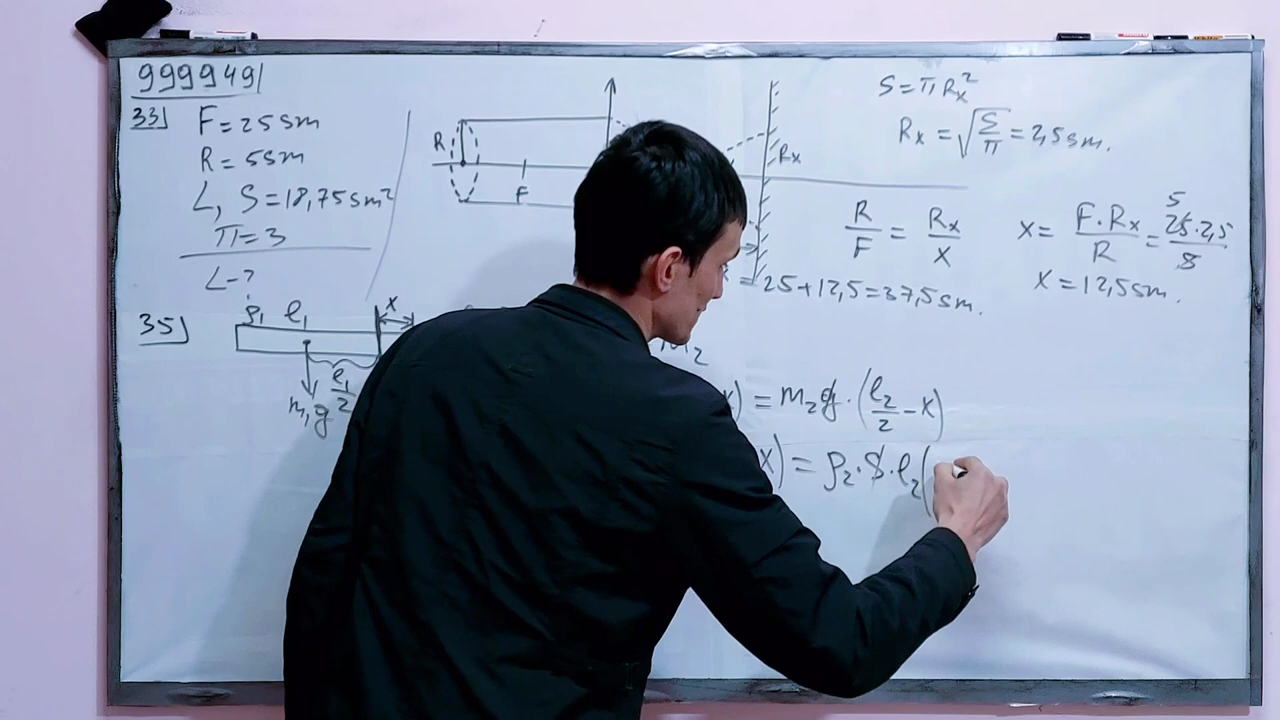 999949|
33] F = 25 sm
R = 5 sm
L, S = 18,75 sm²
π = 3
L - ?
R
F
Rx
S = πRx²
Rx = √(S/π) = 2,5 sm.
R/F = Rx/x
x = (F·Rx)/R = (25·2,5)/5
5
= 25 + 12,5 = 37,5 sm.
x = 12,5 sm.
35]
ρ₁ ℓ₁
x
ℓ₁/2
m₁g
x) = m₂g·(ℓ₂/2 - x)
x) = ρ₂·S·ℓ₂(